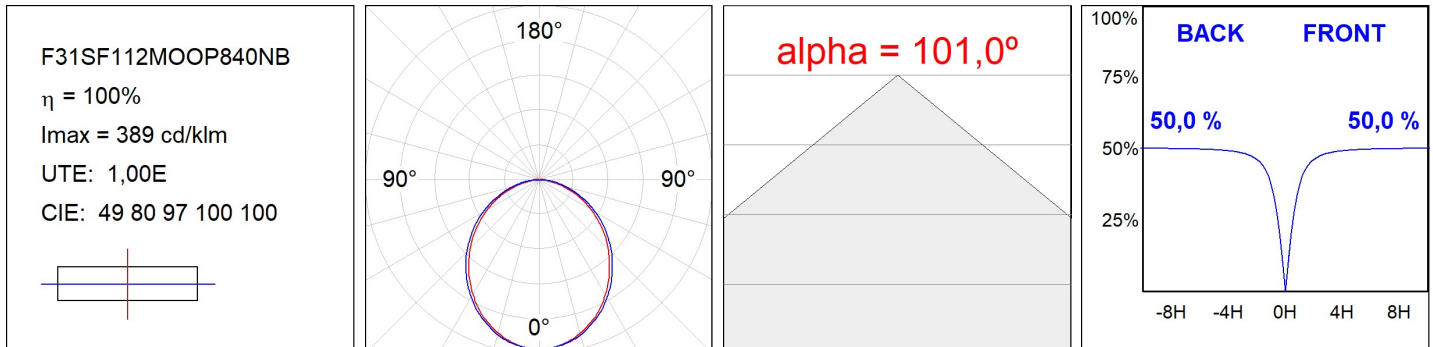 F31SF112MOOP840NB
η = 100%
Imax = 389 cd/klm
UTE: 1,00E
CIE: 49 80 97 100 100
180°
90° 90°
0°
alpha = 101,0º
100%
BACK FRONT
75%
50,0 % 50,0 %
50%
25%
-8H -4H 0H 4H 8H